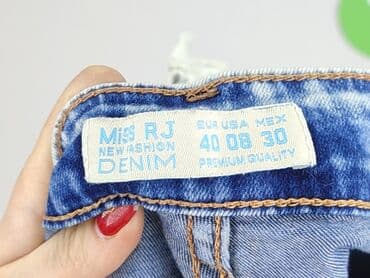 Miss RJ
NEW FASHION
DENIM
EUR USA MEX
40 08 30
PREMIUM QUALITY